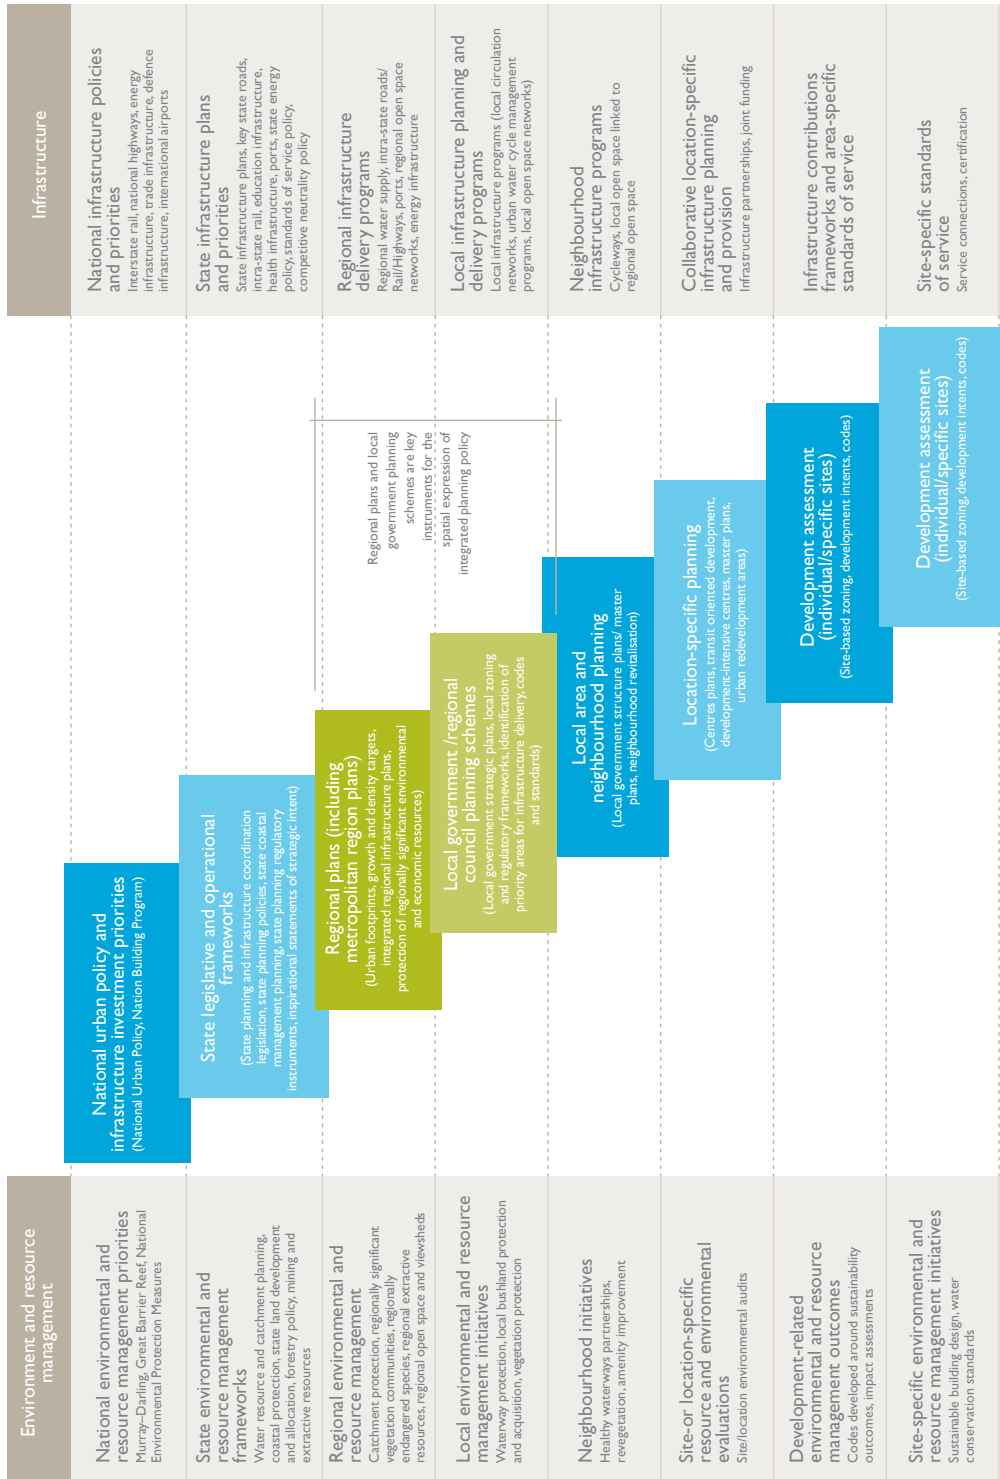 Environment and resource
management
Infrastructure
National environmental and
resource management priorities
Murray–Darling, Great Barrier Reef, National
Environmental Protection Measures
National urban policy and
infrastructure investment priorities
(National Urban Policy, Nation Building Program)
National infrastructure policies
and priorities
Interstate rail, national highways, energy
infrastructure, trade infrastructure, defence
infrastructure, international airports
State environmental and
resource management
frameworks
Water resource and catchment planning,
coastal protection, state land development
and allocation, forestry policy, mining and
extractive resources
State legislative and operational
frameworks
(State planning and infrastructure coordination
legislation, state planning policies, state coastal
management planning, state planning regulatory
instruments, inspirational statements of strategic intent)
State infrastructure plans
and priorities
State infrastructure plans, key state roads,
intra-state rail, education infrastructure,
health infrastructure, ports, state energy
policy, standards of service policy,
competitive neutrality policy
Regional environmental and
resource management
Catchment protection, regionally significant
vegetation communities, regionally
endangered species, regional extractive
resources, regional open space and viewsheds
Regional plans (including
metropolitan region plans)
(Urban footprints, growth and density targets,
integrated regional infrastructure plans,
protection of regionally significant environmental
and economic resources)
Regional plans and local
government planning
schemes are key
instruments for the
spatial expression of
integrated planning policy
Regional infrastructure
delivery programs
Regional water supply, intra-state roads/
Rail/Highways, ports, regional open space
networks, energy infrastructure
Local environmental and resource
management initiatives
Waterway protection, local bushland protection
and acquisition, vegetation protection
Local government /regional
council planning schemes
(Local government strategic plans, local zoning
and regulatory frameworks, identification of
priority areas for infrastructure delivery, codes
and standards)
Local infrastructure planning and
delivery programs
Local infrastructure programs (local circulation
networks, urban water cycle management
programs, local open space networks)
Neighbourhood initiatives
Healthy waterways partnerships,
revegetation, amenity improvement
Local area and
neighbourhood planning
(Local government structure plans/ master
plans, neighbourhood revitalisation)
Neighbourhood
infrastructure programs
Cycleways, local open space linked to
regional open space
Site-or location-specific
resource and environmental
evaluations
Site/location environmental audits
Location-specific planning
(Centres plans, transit oriented development,
development-intensive centres, master plans,
urban redevelopment areas)
Collaborative location-specific
infrastructure planning
and provision
Infrastructure partnerships, joint funding
Development-related
environmental and resource
management outcomes
Codes developed around sustainability
outcomes, impact assessments
Development assessment
(individual/specific sites)
(Site-based zoning, development intents, codes)
Infrastructure contributions
frameworks and area-specific
standards of service
Site-specific environmental and
resource management initiatives
Sustainable building design, water
conservation standards
Development assessment
(individual/specific sites)
(Site-based zoning, development intents, codes)
Site-specific standards
of service
Service connections, certification